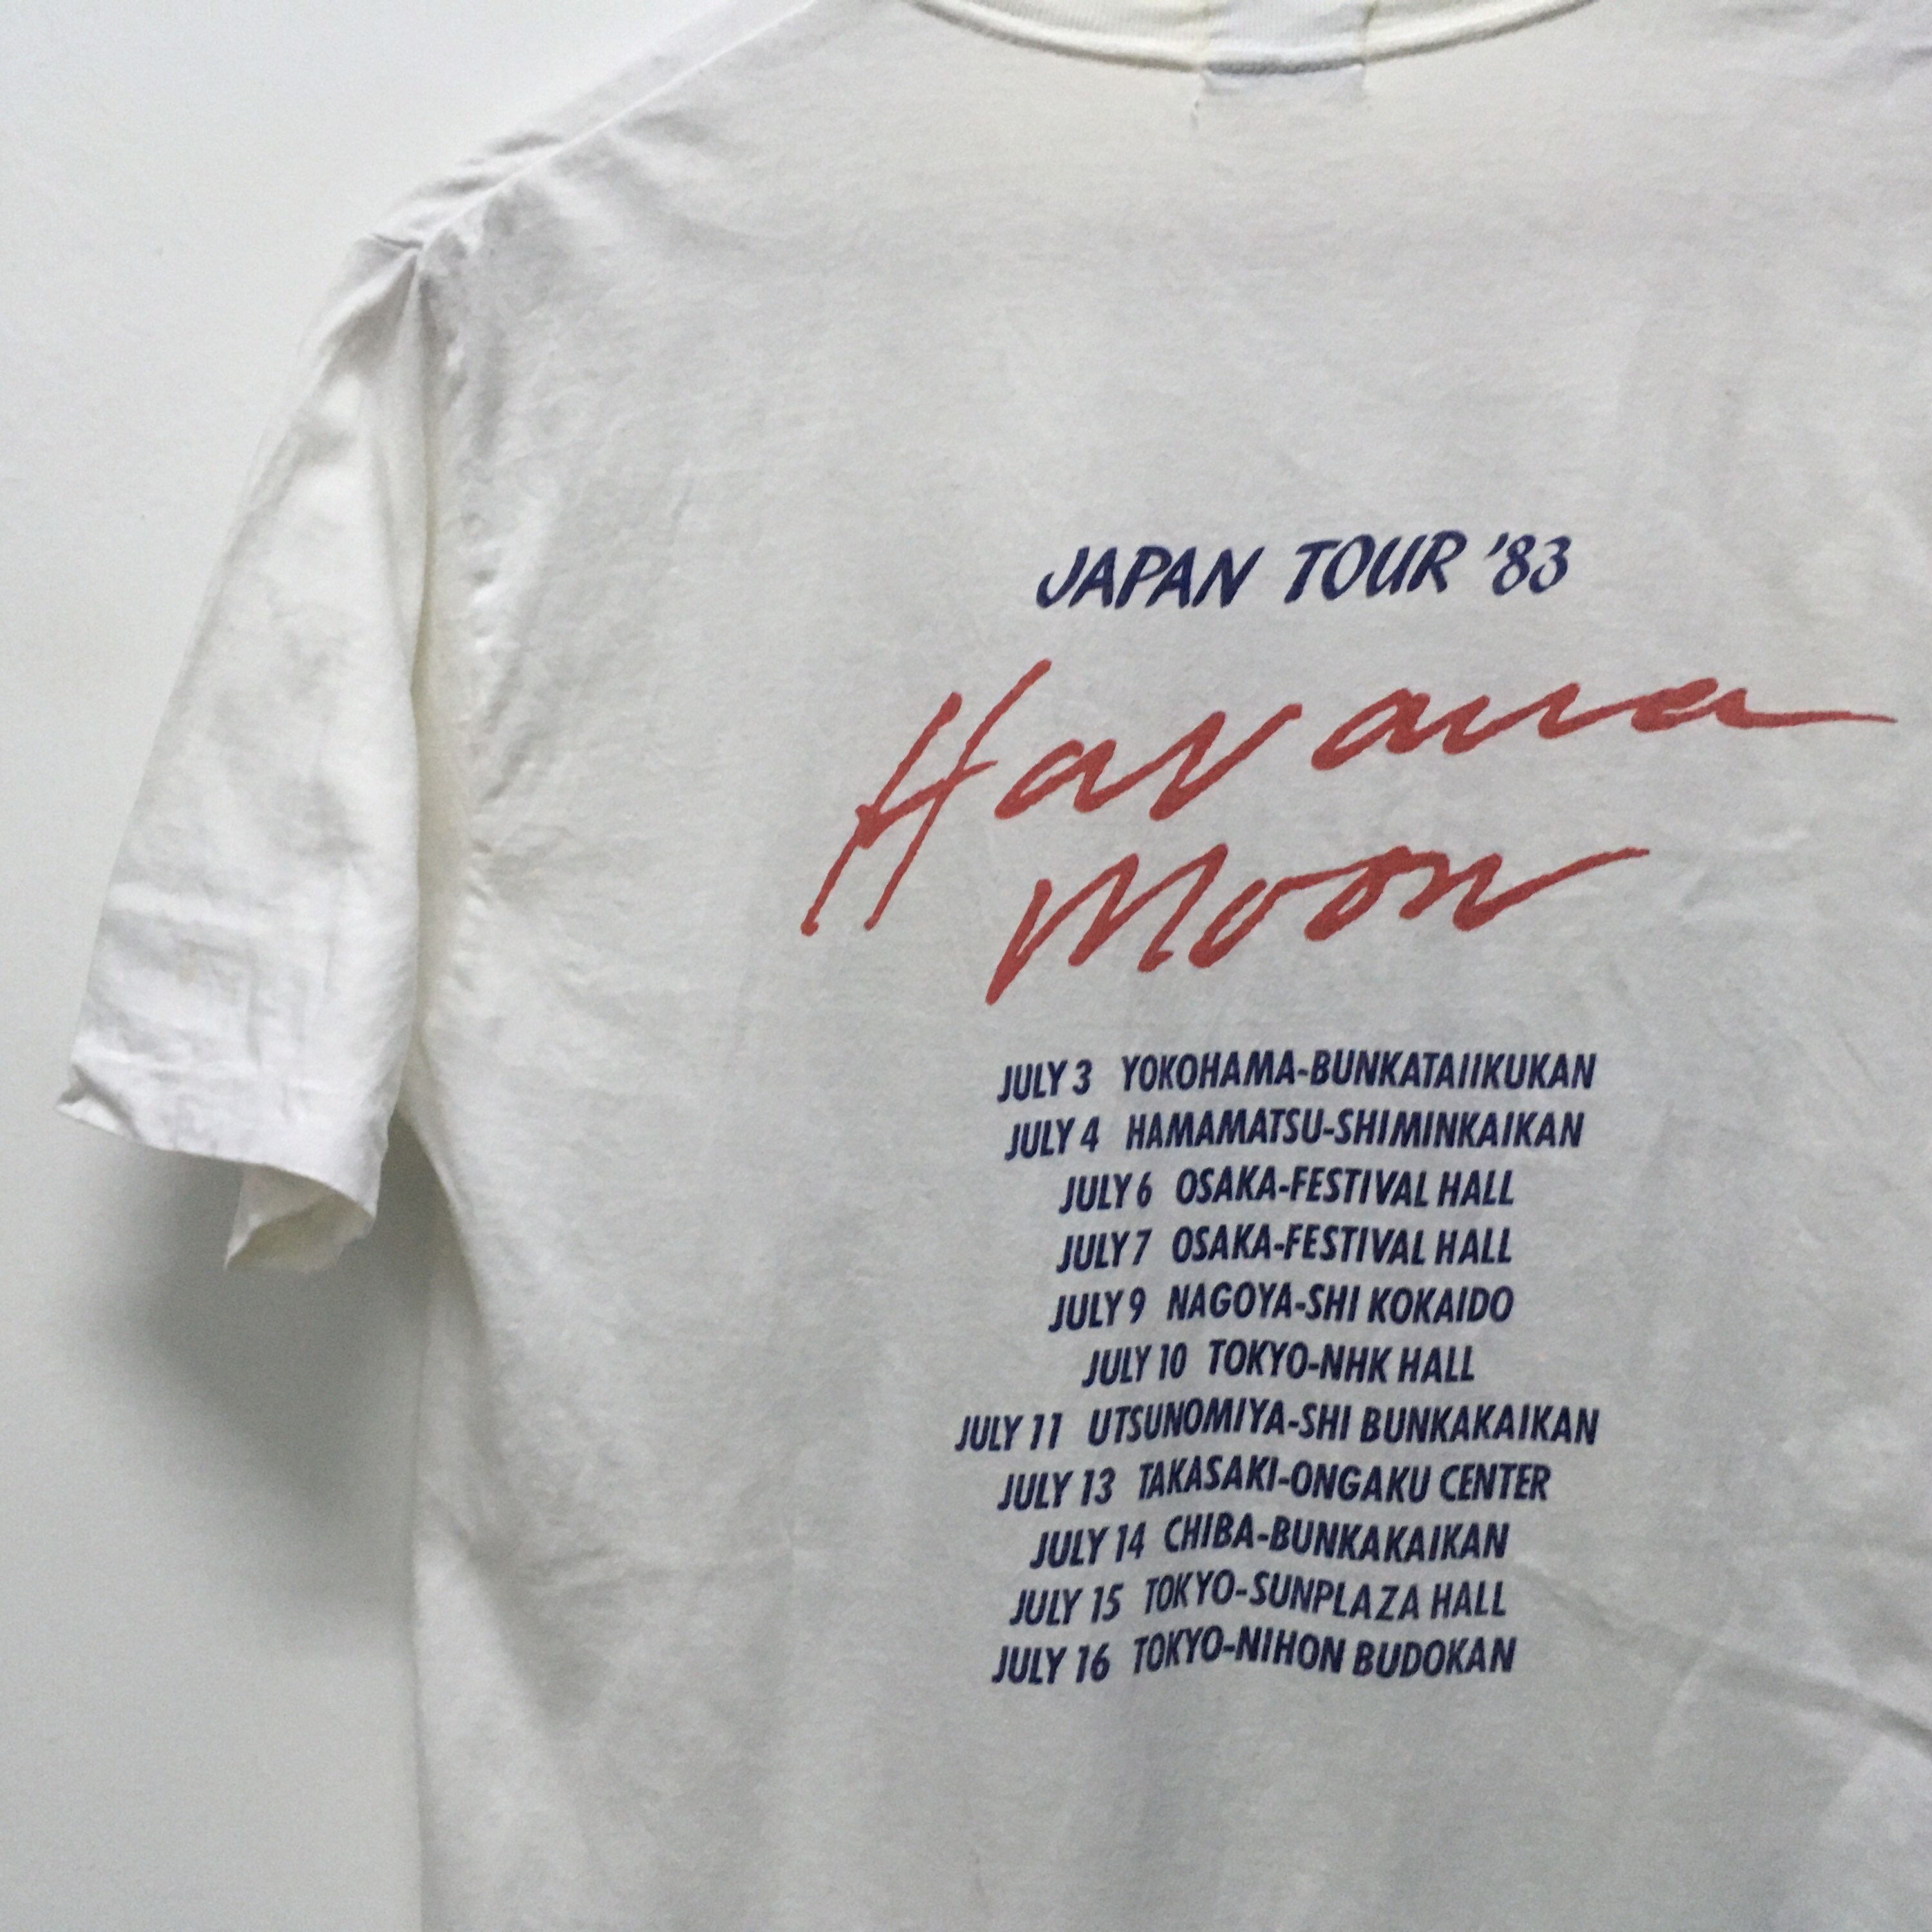 JAPAN TOUR '83
Havana
Moon
JULY 3 YOKOHAMA-BUNKATAIIKUKAN
JULY 4 HAMAMATSU-SHIMINKAIKAN
JULY 6 OSAKA-FESTIVAL HALL
JULY 7 OSAKA-FESTIVAL HALL
JULY 9 NAGOYA-SHI KOKAIDO
JULY 10 TOKYO-NHK HALL
JULY 11 UTSUNOMIYA-SHI BUNKAKAIKAN
JULY 13 TAKASAKI-ONGAKU CENTER
JULY 14 CHIBA-BUNKAKAIKAN
JULY 15 TOKYO-SUNPLAZA HALL
JULY 16 TOKYO-NIHON BUDOKAN